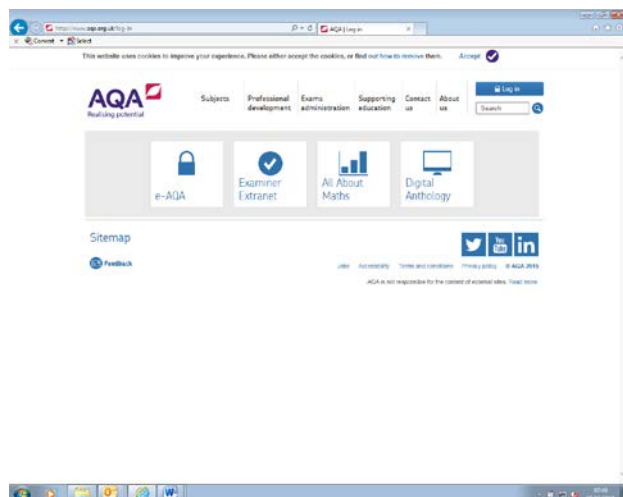 http://www.aqa.org.uk/log-in
AQA | Log in
Convert
Select
This website uses cookies to improve your experience. Please either accept the cookies, or find out how to remove them.
Accept
AQA
Realising potential
Subjects
Professional development
Exams administration
Supporting education
Contact us
About us
Log in
Search
e-AQA
Examiner
Extranet
All About
Maths
Digital
Anthology
Sitemap
You
Tube
in
Feedback
Jobs
Accessibility
Terms and conditions
Privacy policy
© AQA 2015
AQA is not responsible for the content of external sites. Read more